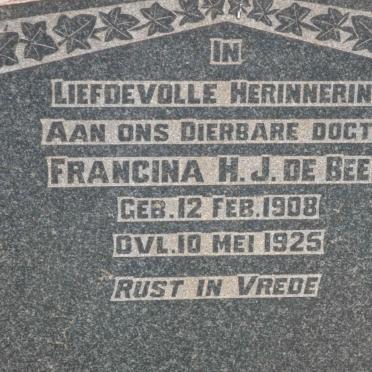 IN
LIEFDEVOLLE HERINNERIN
AAN ONS DIERBARE DOCT
FRANCINA H.J. DE BEE
GEB. 12 FEB. 1908
OVL. 10 MEI 1925
RUST IN VREDE